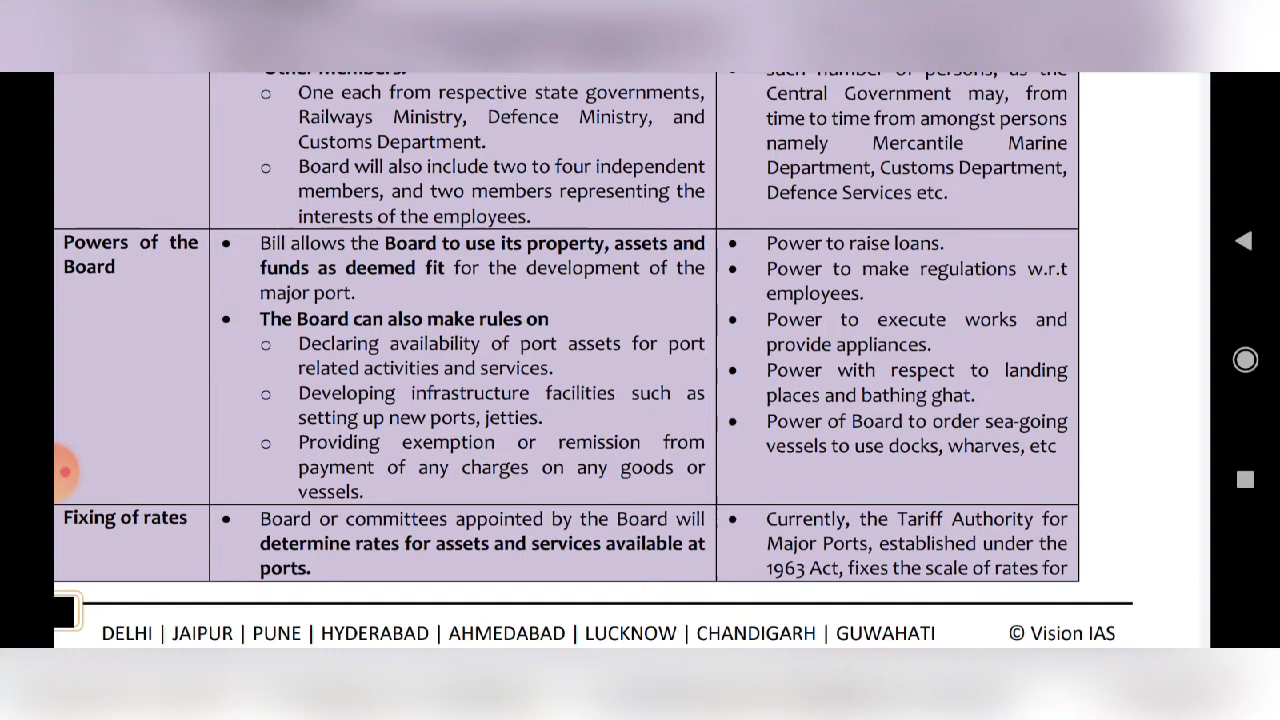 Other Members:
One each from respective state governments,
Railways Ministry, Defence Ministry, and
Customs Department.
Board will also include two to four independent
members, and two members representing the
interests of the employees.
such number of persons, as the
Central Government may, from
time to time from amongst persons
namely Mercantile Marine
Department, Customs Department,
Defence Services etc.
Powers of the
Board
Bill allows the Board to use its property, assets and
funds as deemed fit for the development of the
major port.
The Board can also make rules on
Declaring availability of port assets for port
related activities and services.
Developing infrastructure facilities such as
setting up new ports, jetties.
Providing exemption or remission from
payment of any charges on any goods or
vessels.
Power to raise loans.
Power to make regulations w.r.t
employees.
Power to execute works and
provide appliances.
Power with respect to landing
places and bathing ghat.
Power of Board to order sea-going
vessels to use docks, wharves, etc
Fixing of rates
Board or committees appointed by the Board will
determine rates for assets and services available at
ports.
Currently, the Tariff Authority for
Major Ports, established under the
1963 Act, fixes the scale of rates for
DELHI | JAIPUR | PUNE | HYDERABAD | AHMEDABAD | LUCKNOW | CHANDIGARH | GUWAHATI
© Vision IAS